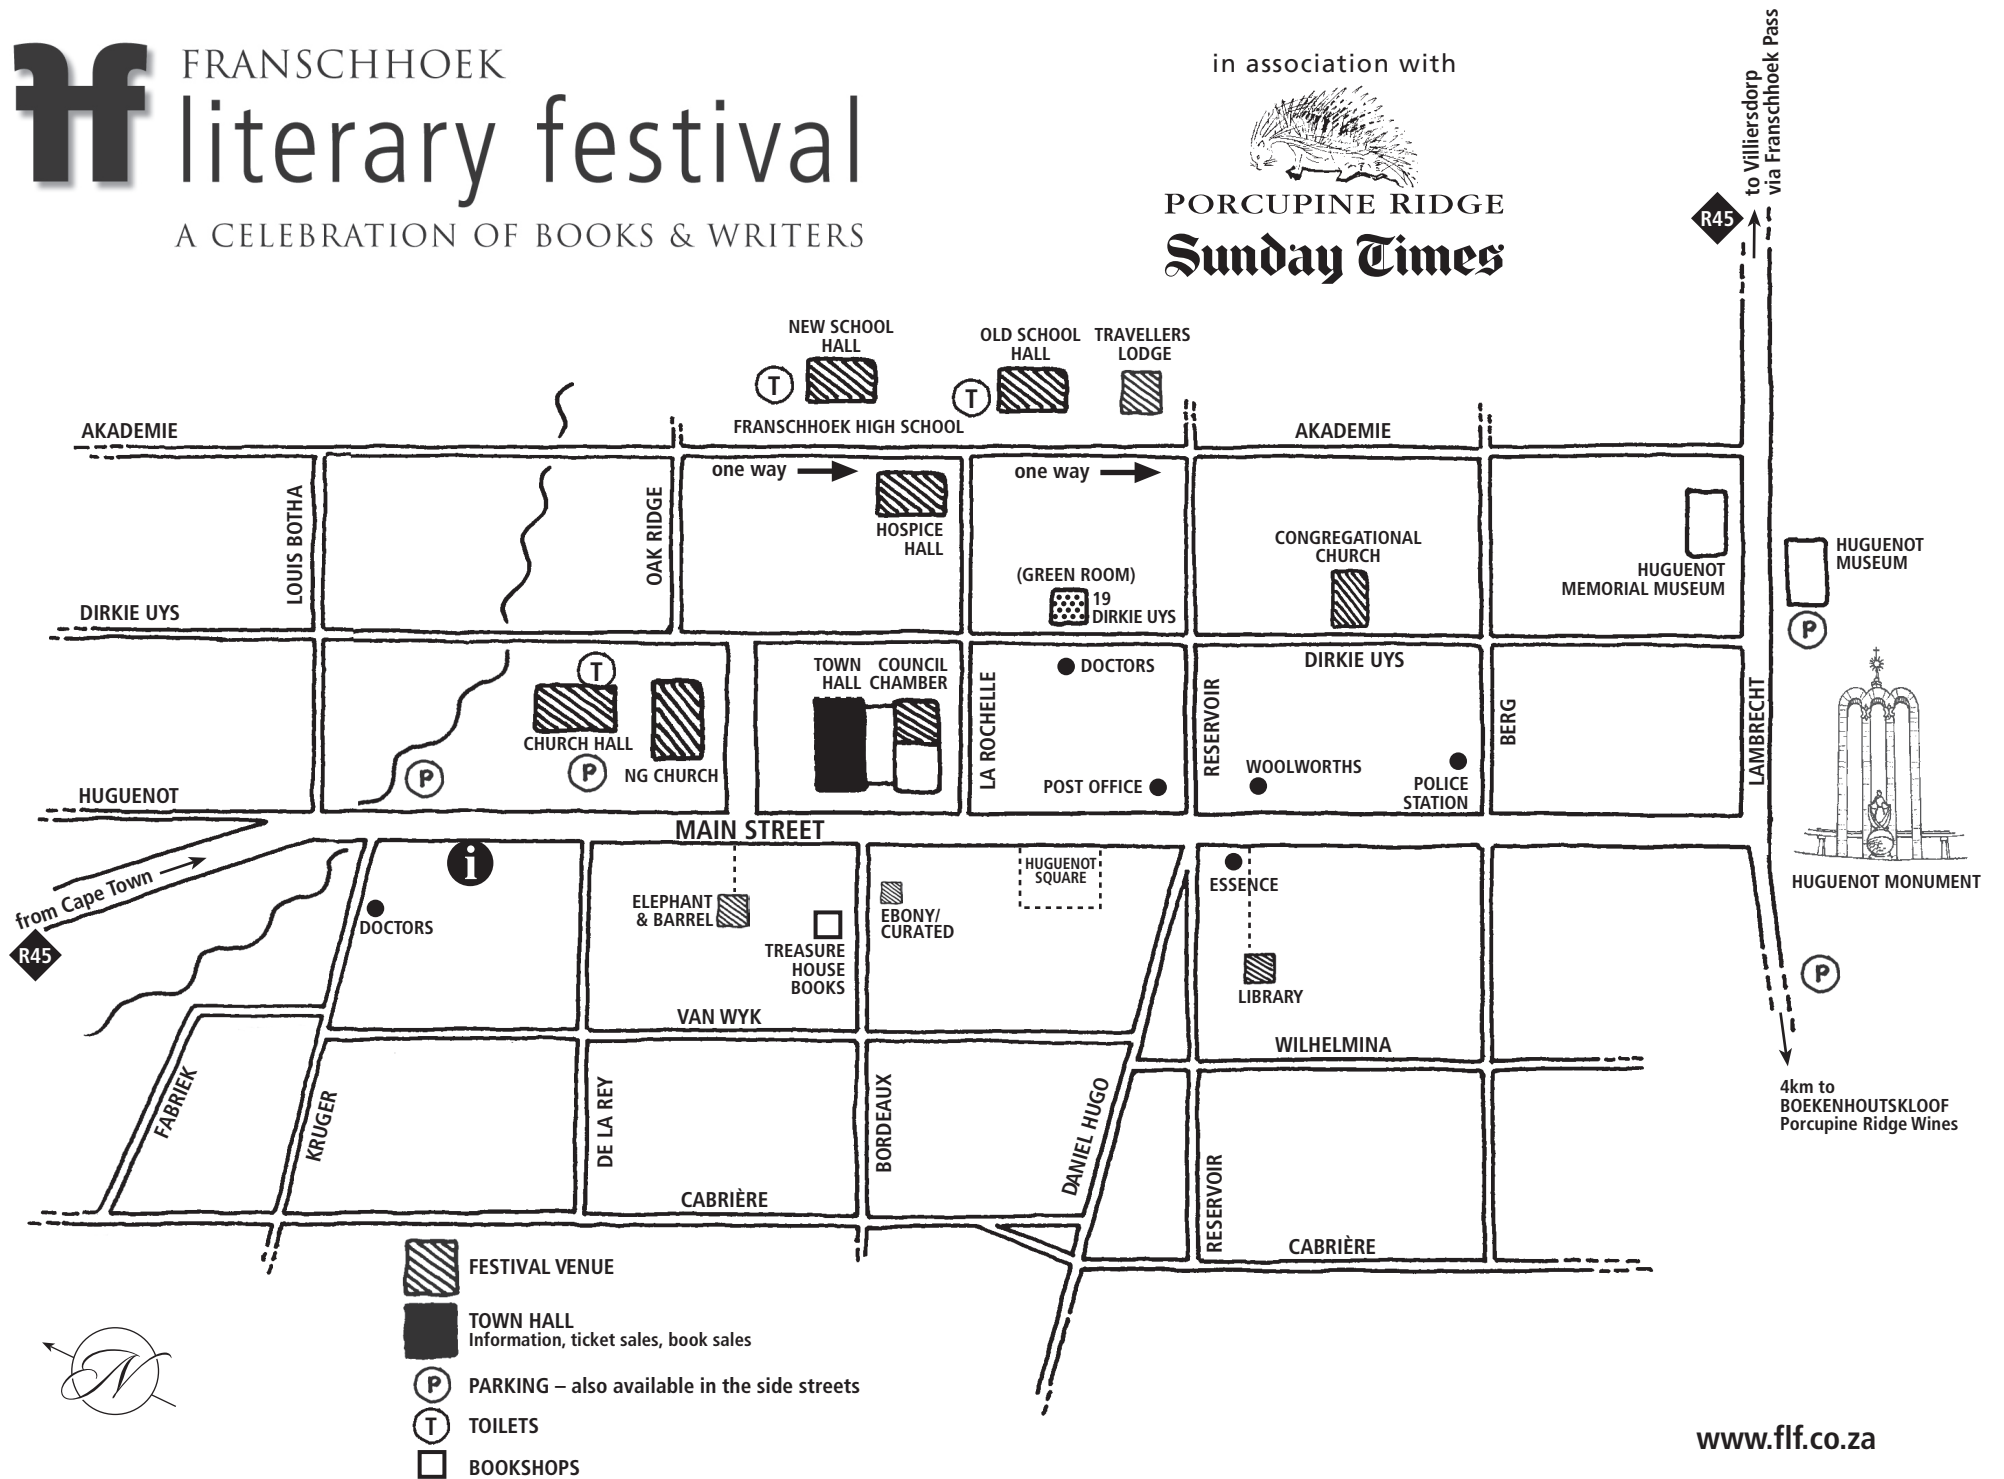 ff
FRANSCHHOEK
literary festival
A CELEBRATION OF BOOKS & WRITERS
in association with
PORCUPINE RIDGE
Sunday Times
to Villiersdorp
via Franschhoek Pass
R45
NEW SCHOOL
HALL
T
OLD SCHOOL
HALL
T
TRAVELLERS
LODGE
FRANSCHHOEK HIGH SCHOOL
AKADEMIE
AKADEMIE
one way
one way
LOUIS BOTHA
OAK RIDGE
HOSPICE
HALL
CONGREGATIONAL
CHURCH
HUGUENOT
MEMORIAL MUSEUM
HUGUENOT
MUSEUM
P
(GREEN ROOM)
19
DIRKIE UYS
DIRKIE UYS
DIRKIE UYS
T
CHURCH HALL
P
P
NG CHURCH
TOWN
HALL
COUNCIL
CHAMBER
LA ROCHELLE
DOCTORS
POST OFFICE
RESERVOIR
WOOLWORTHS
POLICE
STATION
BERG
LAMBRECHT
HUGUENOT MONUMENT
HUGUENOT
MAIN STREET
from Cape Town
R45
i
DOCTORS
ELEPHANT
& BARREL
TREASURE
HOUSE
BOOKS
EBONY/
CURATED
HUGUENOT
SQUARE
ESSENCE
LIBRARY
P
VAN WYK
WILHELMINA
FABRIEK
KRUGER
DE LA REY
BORDEAUX
DANIEL HUGO
RESERVOIR
4km to
BOEKENHOUTSKLOOF
Porcupine Ridge Wines
CABRIÈRE
CABRIÈRE
FESTIVAL VENUE
TOWN HALL
Information, ticket sales, book sales
P PARKING – also available in the side streets
T TOILETS
BOOKSHOPS
N
www.flf.co.za